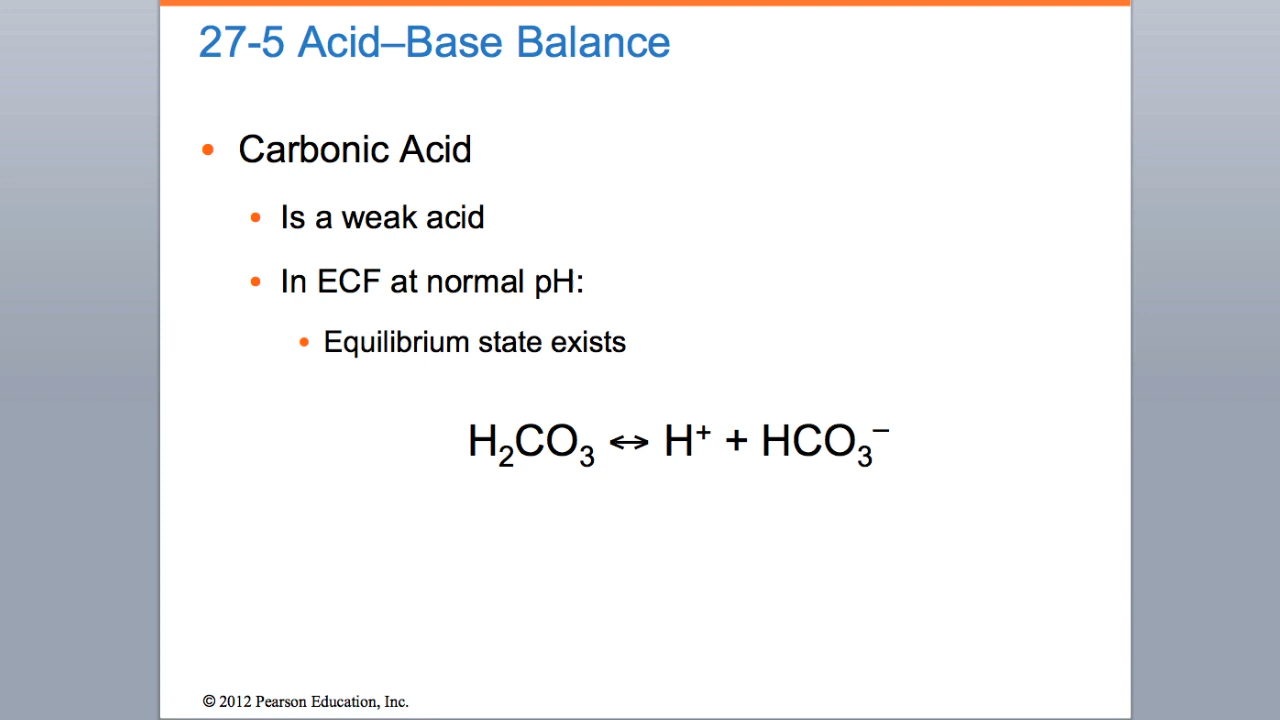 27-5 Acid–Base Balance
• Carbonic Acid
• Is a weak acid
• In ECF at normal pH:
• Equilibrium state exists
H₂CO₃ ↔ H⁺ + HCO₃⁻
© 2012 Pearson Education, Inc.